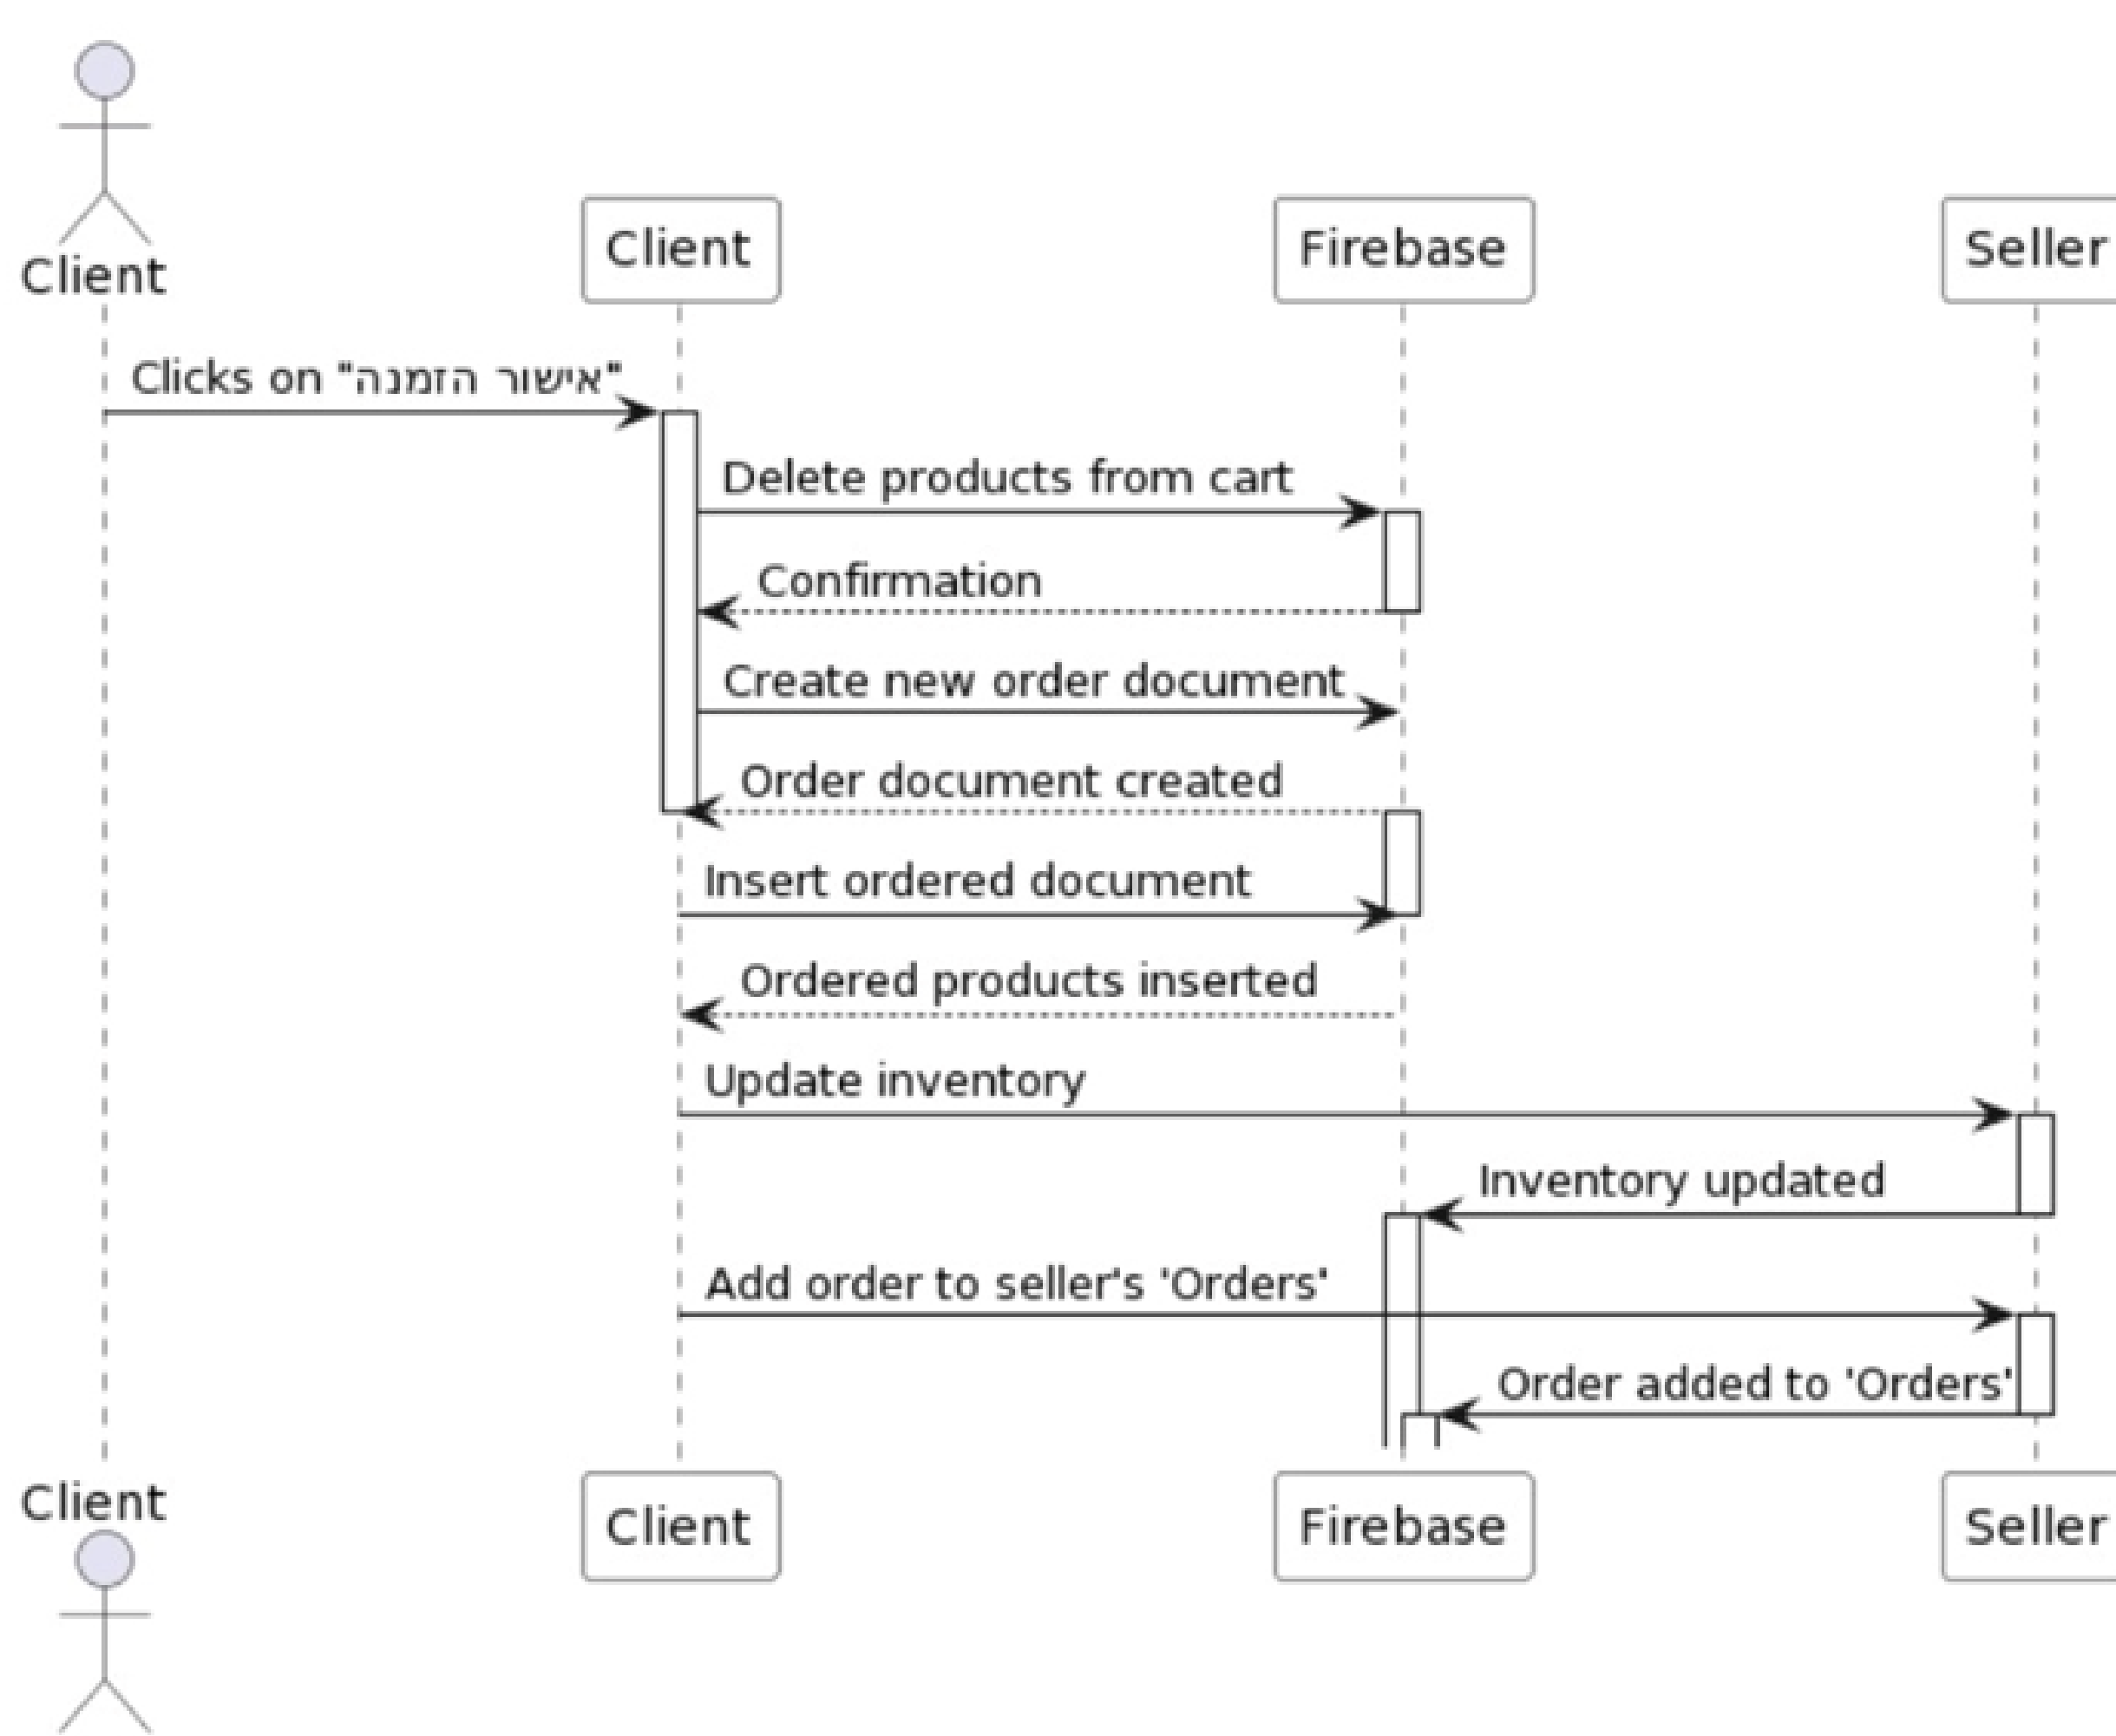 Client
Client
Firebase
Seller
Clicks on "אישור הזמנה"
Delete products from cart
Confirmation
Create new order document
Order document created
Insert ordered document
Ordered products inserted
Update inventory
Inventory updated
Add order to seller's 'Orders'
Order added to 'Orders'
Client
Client
Firebase
Seller